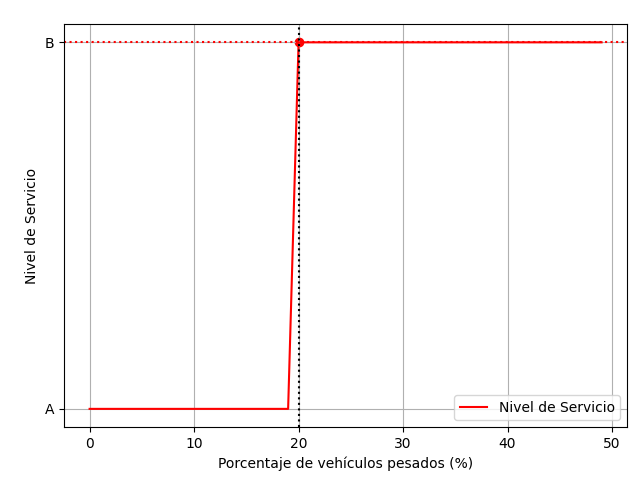 B
A
Nivel de Servicio
Nivel de Servicio
0 10 20 30 40 50
Porcentaje de vehículos pesados (%)